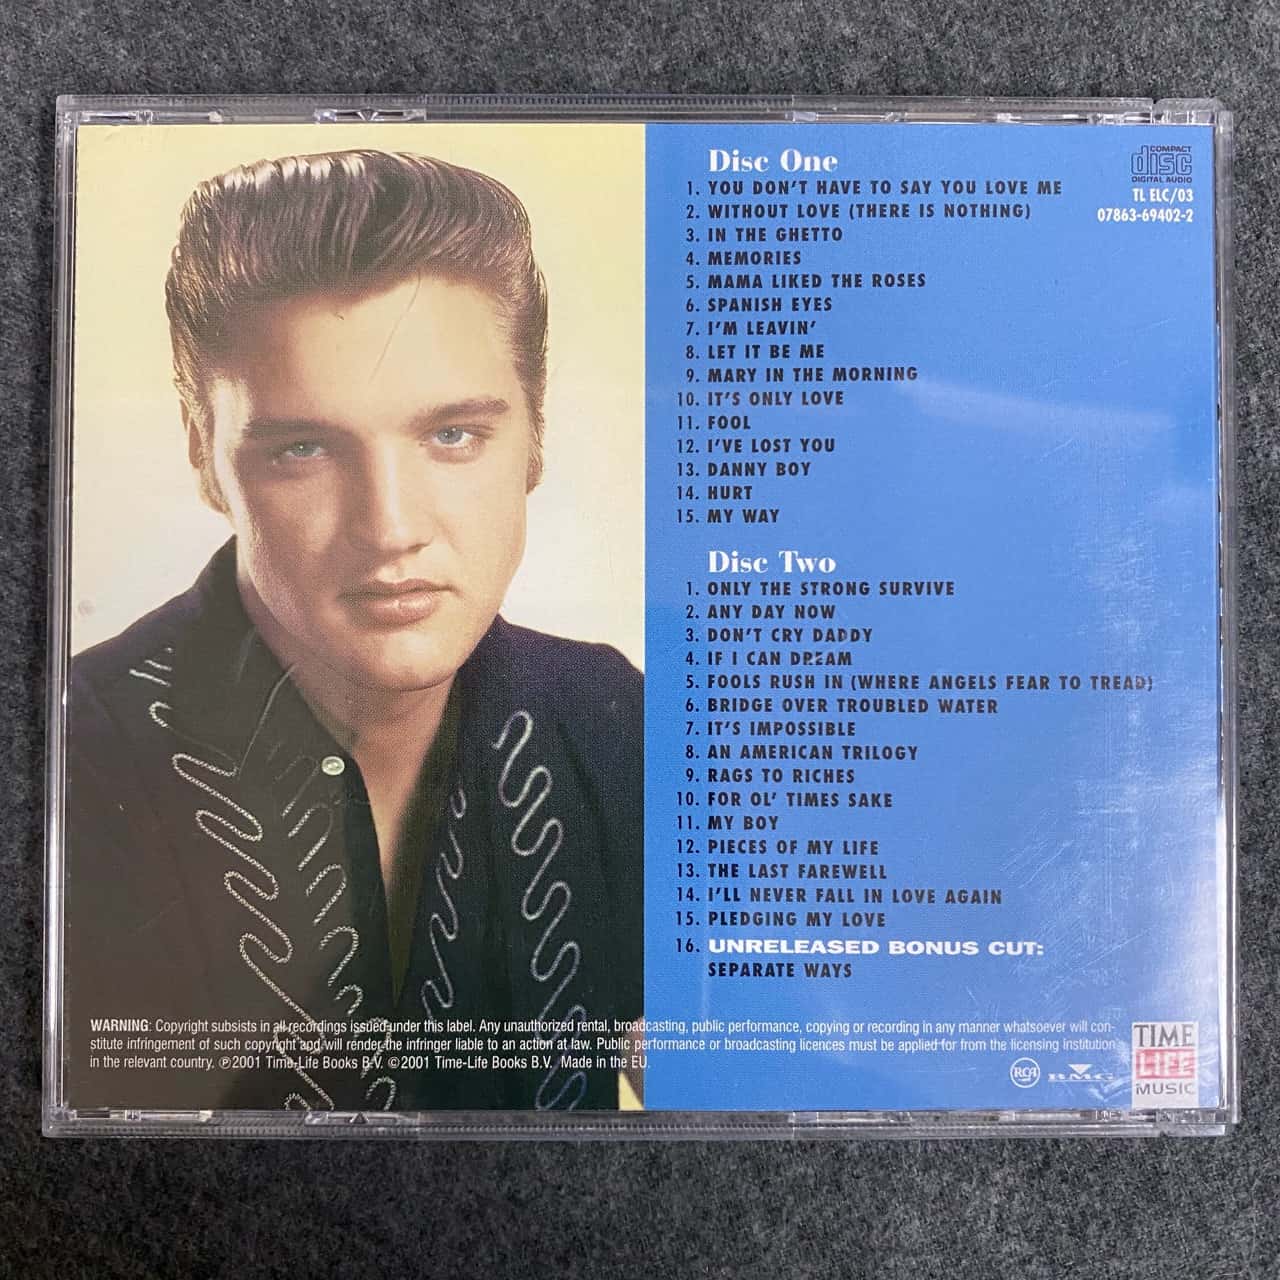 Disc One
1. YOU DON'T HAVE TO SAY YOU LOVE ME
2. WITHOUT LOVE (THERE IS NOTHING)
3. IN THE GHETTO
4. MEMORIES
5. MAMA LIKED THE ROSES
6. SPANISH EYES
7. I'M LEAVIN'
8. LET IT BE ME
9. MARY IN THE MORNING
10. IT'S ONLY LOVE
11. FOOL
12. I'VE LOST YOU
13. DANNY BOY
14. HURT
15. MY WAY
COMPACT
disc
DIGITAL AUDIO
TL ELC/03
07863-69402-2
Disc Two
1. ONLY THE STRONG SURVIVE
2. ANY DAY NOW
3. DON'T CRY DADDY
4. IF I CAN DREAM
5. FOOLS RUSH IN (WHERE ANGELS FEAR TO TREAD)
6. BRIDGE OVER TROUBLED WATER
7. IT'S IMPOSSIBLE
8. AN AMERICAN TRILOGY
9. RAGS TO RICHES
10. FOR OL' TIMES SAKE
11. MY BOY
12. PIECES OF MY LIFE
13. THE LAST FAREWELL
14. I'LL NEVER FALL IN LOVE AGAIN
15. PLEDGING MY LOVE
16. UNRELEASED BONUS CUT:
SEPARATE WAYS
WARNING: Copyright subsists in all recordings issued under this label. Any unauthorized rental, broadcasting, public performance, copying or recording in any manner whatsoever will con-
stitute infringement of such copyright and will render the infringer liable to an action at law. Public performance or broadcasting licences must be applied for from the licensing Institution
in the relevant country. ℗2001 Time-Life Books B.V. ©2001 Time-Life Books B.V. Made in the EU.
RCA
BMG
TIME
LIFE
MUSIC